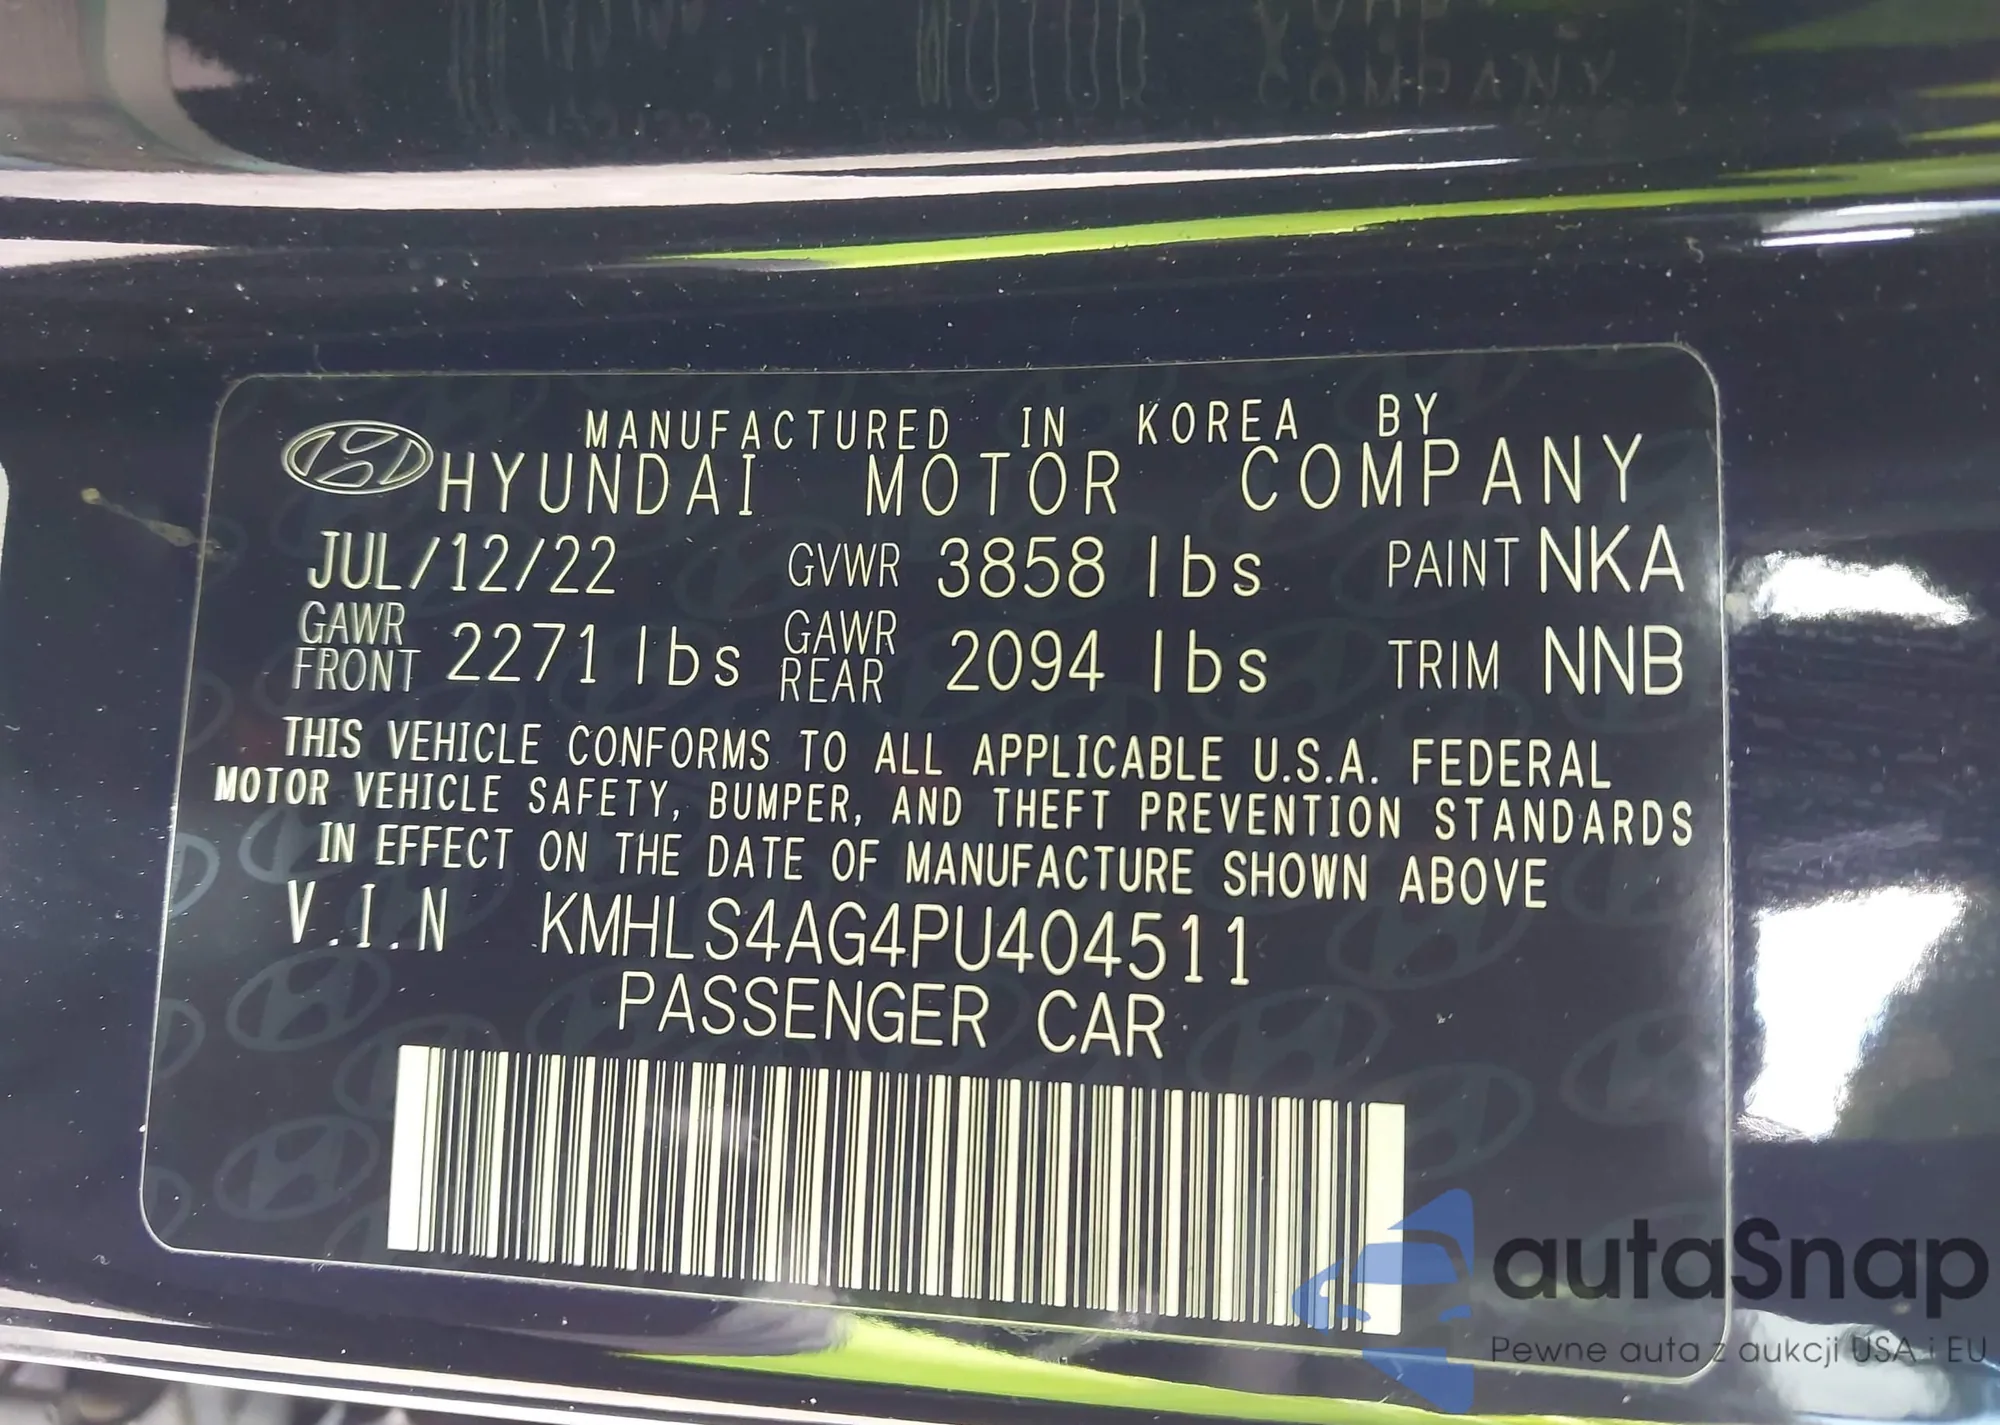 MANUFACTURED IN KOREA BY
HYUNDAI MOTOR COMPANY
JUL/12/22 GVWR 3858 lbs PAINT NKA
GAWR FRONT 2271 lbs GAWR REAR 2094 lbs TRIM NNB
THIS VEHICLE CONFORMS TO ALL APPLICABLE U.S.A. FEDERAL
MOTOR VEHICLE SAFETY, BUMPER, AND THEFT PREVENTION STANDARDS
IN EFFECT ON THE DATE OF MANUFACTURE SHOWN ABOVE
V.I.N KMHLS4AG4PU404511
PASSENGER CAR
autaSnap
Pewne auta z aukcji USA i EU